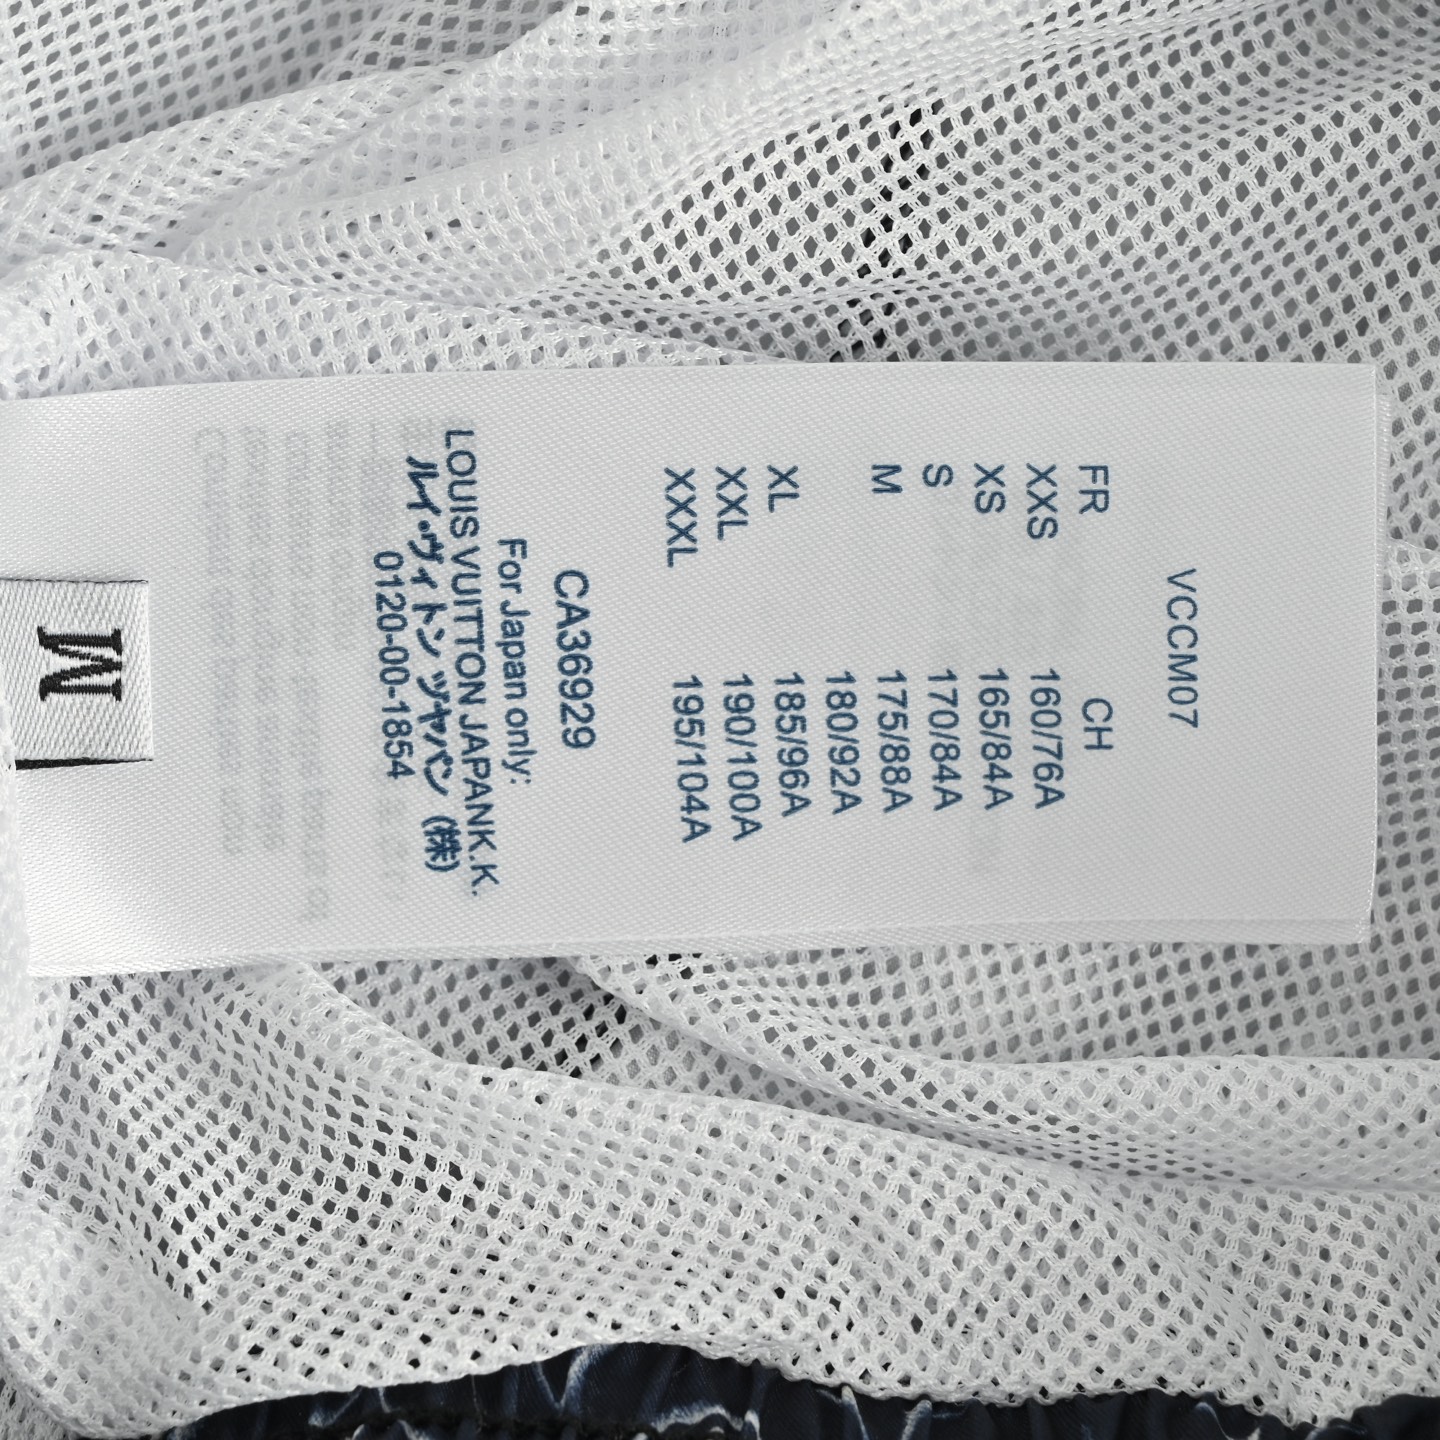 VCCM07
FR CH
XXS 160/76A
XS 165/84A
S 170/84A
M 175/88A
180/92A
XL 185/96A
XXL 190/100A
XXXL 195/104A
CA36929
For Japan only:
LOUIS VUITTON JAPAN K.K.
ルイ・ヴィトン ヅャパン (株)
0120-00-1854
M